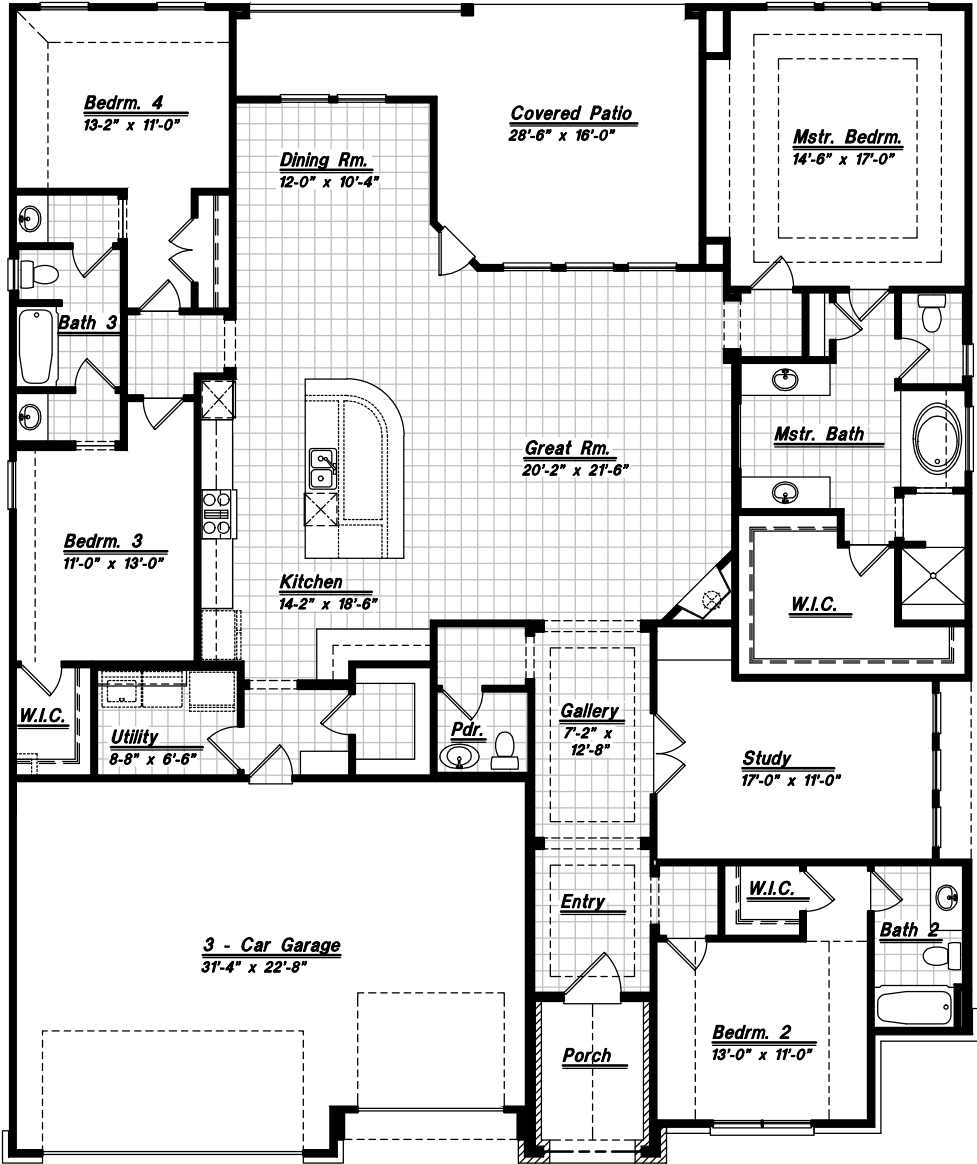 Bedrm. 4
13-2" x 11'-0"
Covered Patio
28'-6" x 16'-0"
Mstr. Bedrm.
14'-6" x 17'-0"
Dining Rm.
12-0" x 10'-4"
Bath 3
Great Rm.
20'-2" x 21'-6"
Mstr. Bath
Bedrm. 3
11'-0" x 13'-0"
Kitchen
14-2" x 18'-6"
W.I.C.
W.I.C.
Utility
8-8" x 6'-6"
Pdr.
Gallery
7'-2" x
12'-8"
Study
17'-0" x 11'-0"
W.I.C.
Entry
Bath 2
3 - Car Garage
31'-4" x 22'-8"
Bedrm. 2
13'-0" x 11'-0"
Porch